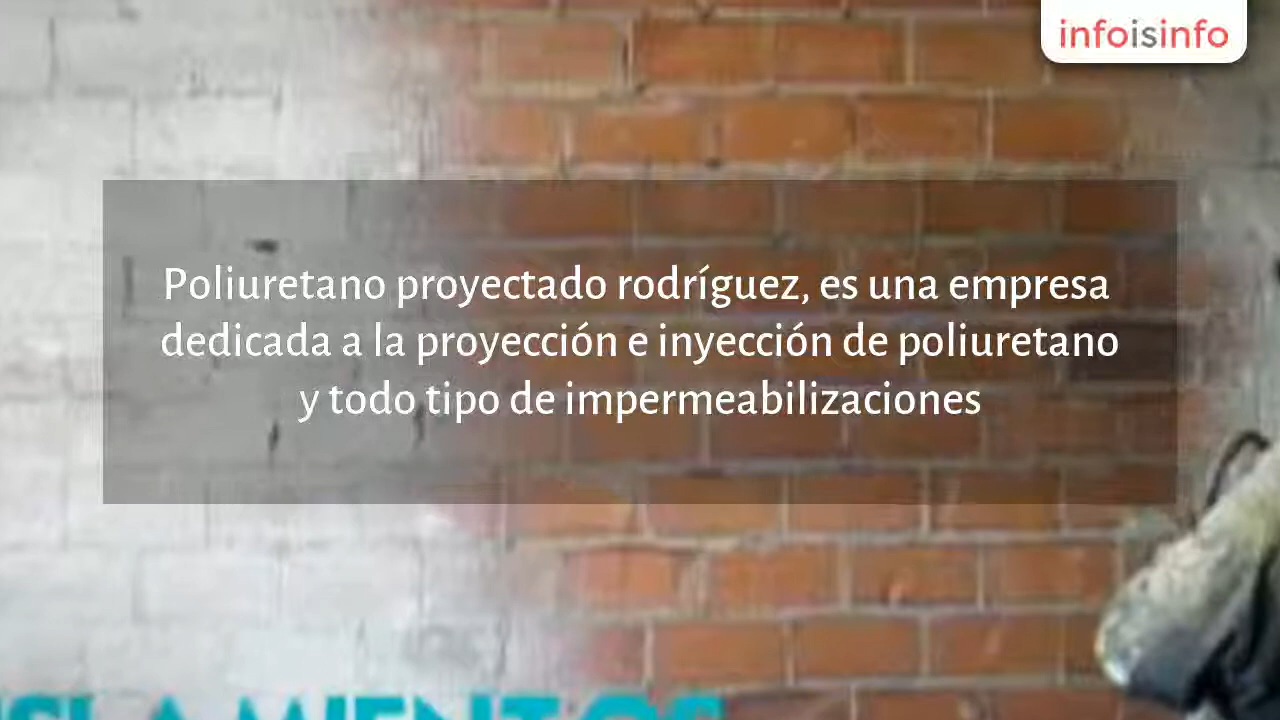 infoisinfo
Poliuretano proyectado rodríguez, es una empresa
dedicada a la proyección e inyección de poliuretano
y todo tipo de impermeabilizaciones